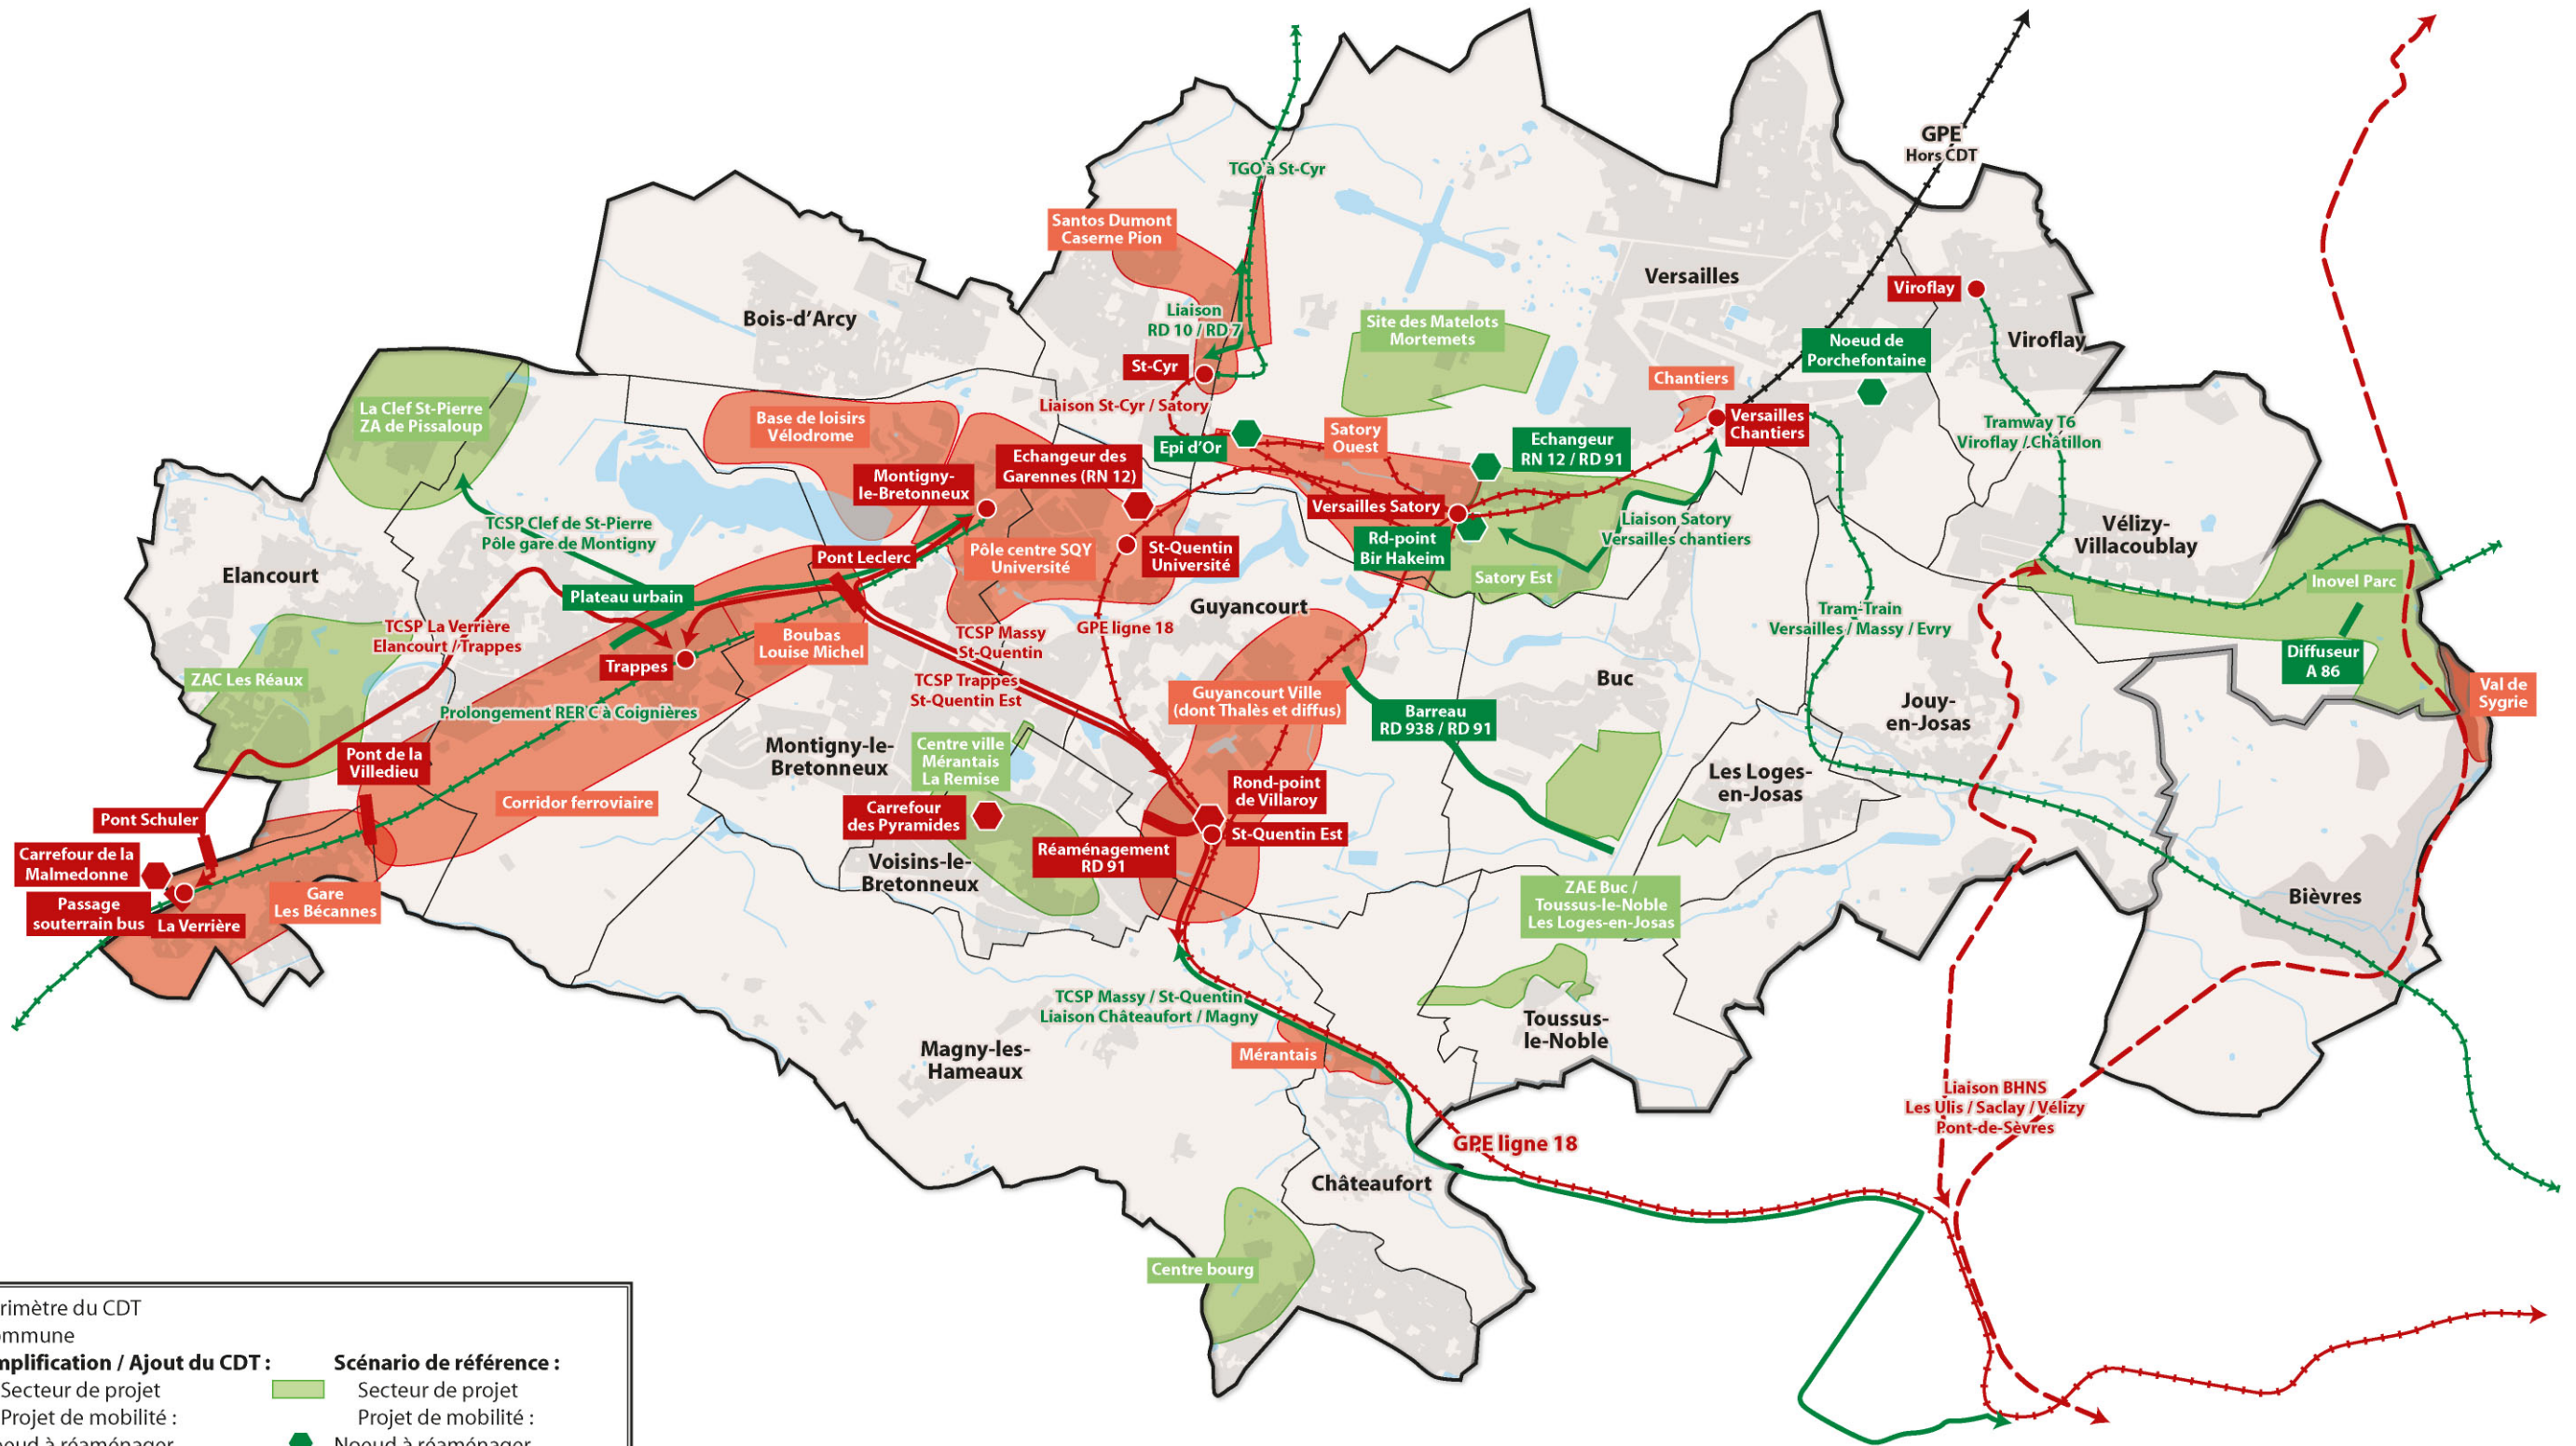 GPE
Hors CDT
TGO à St-Cyr
Santos Dumont
Caserne Pion
Versailles
Viroflay
Bois-d’Arcy
Liaison
RD 10 / RD 7
Site des Matelots
Mortemets
Noeud de
Porchefontaine
Viroflay
St-Cyr
Chantiers
La Clef St-Pierre
ZA de Pissaloup
Liaison St-Cyr / Satory
Base de loisirs
Vélodrome
Versailles
Chantiers
Tramway T6
Viroflay / Châtillon
Satory
Ouest
Epi d’Or
Echangeur
RN 12 / RD 91
Echangeur des
Garennes (RN 12)
Montigny-
le-Bretonneux
Versailles Satory
TCSP Clef de St-Pierre
Pôle gare de Montigny
Liaison Satory
Versailles chantiers
Vélizy-
Villacoublay
Rd-point
Bir Hakeim
Pont Leclerc
Pôle centre SQY
Université
St-Quentin
Université
Elancourt
Satory Est
Inovel Parc
Plateau urbain
Guyancourt
TCSP La Verrière
Elancourt / Trappes
Boubas
Louise Michel
TCSP Massy
St-Quentin
GPE ligne 18
Tram-Train
Versailles / Massy / Evry
Trappes
Diffuseur
A 86
ZAC Les Réaux
TCSP Trappes
St-Quentin Est
Guyancourt Ville
(dont Thalès et diffus)
Buc
Val de
Sygrie
Prolongement RER C à Coignières
Barreau
RD 938 / RD 91
Jouy-
en-Josas
Pont de la
Villedieu
Montigny-le-
Bretonneux
Centre ville
Mérantais
La Remise
Les Loges-
en-Josas
Corridor ferroviaire
Rond-point
de Villaroy
Pont Schuler
Carrefour
des Pyramides
St-Quentin Est
Carrefour de la
Malmedonne
Réaménagement
RD 91
Voisins-le-
Bretonneux
Gare
Les Bécannes
ZAE Buc /
Toussus-le-Noble
Les Loges-en-Josas
Bièvres
Passage
souterrain bus
La Verrière
TCSP Massy / St-Quentin
Liaison Châteaufort / Magny
Toussus-
le-Noble
Magny-les-
Hameaux
Mérantais
Liaison BHNS
Les Ulis / Saclay / Vélizy
Pont-de-Sèvres
GPE ligne 18
Châteaufort
Centre bourg
rimètre du CDT
ommune
mplification / Ajout du CDT :
Scénario de référence :
Secteur de projet
Secteur de projet
Projet de mobilité :
Projet de mobilité :
oeud à réaménager
Noeud à réaménager